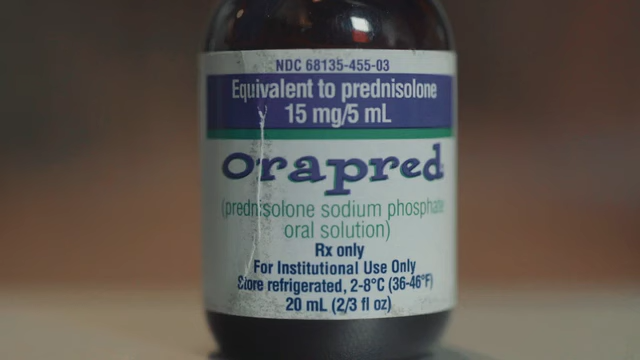 NDC 68135-455-03
Equivalent to prednisolone
15 mg/5 mL
orapred
(prednisolone sodium phosphate
oral solution)
Rx only
For Institutional Use Only
Store refrigerated, 2-8°C (36-46°F)
20 mL (2/3 fl oz)